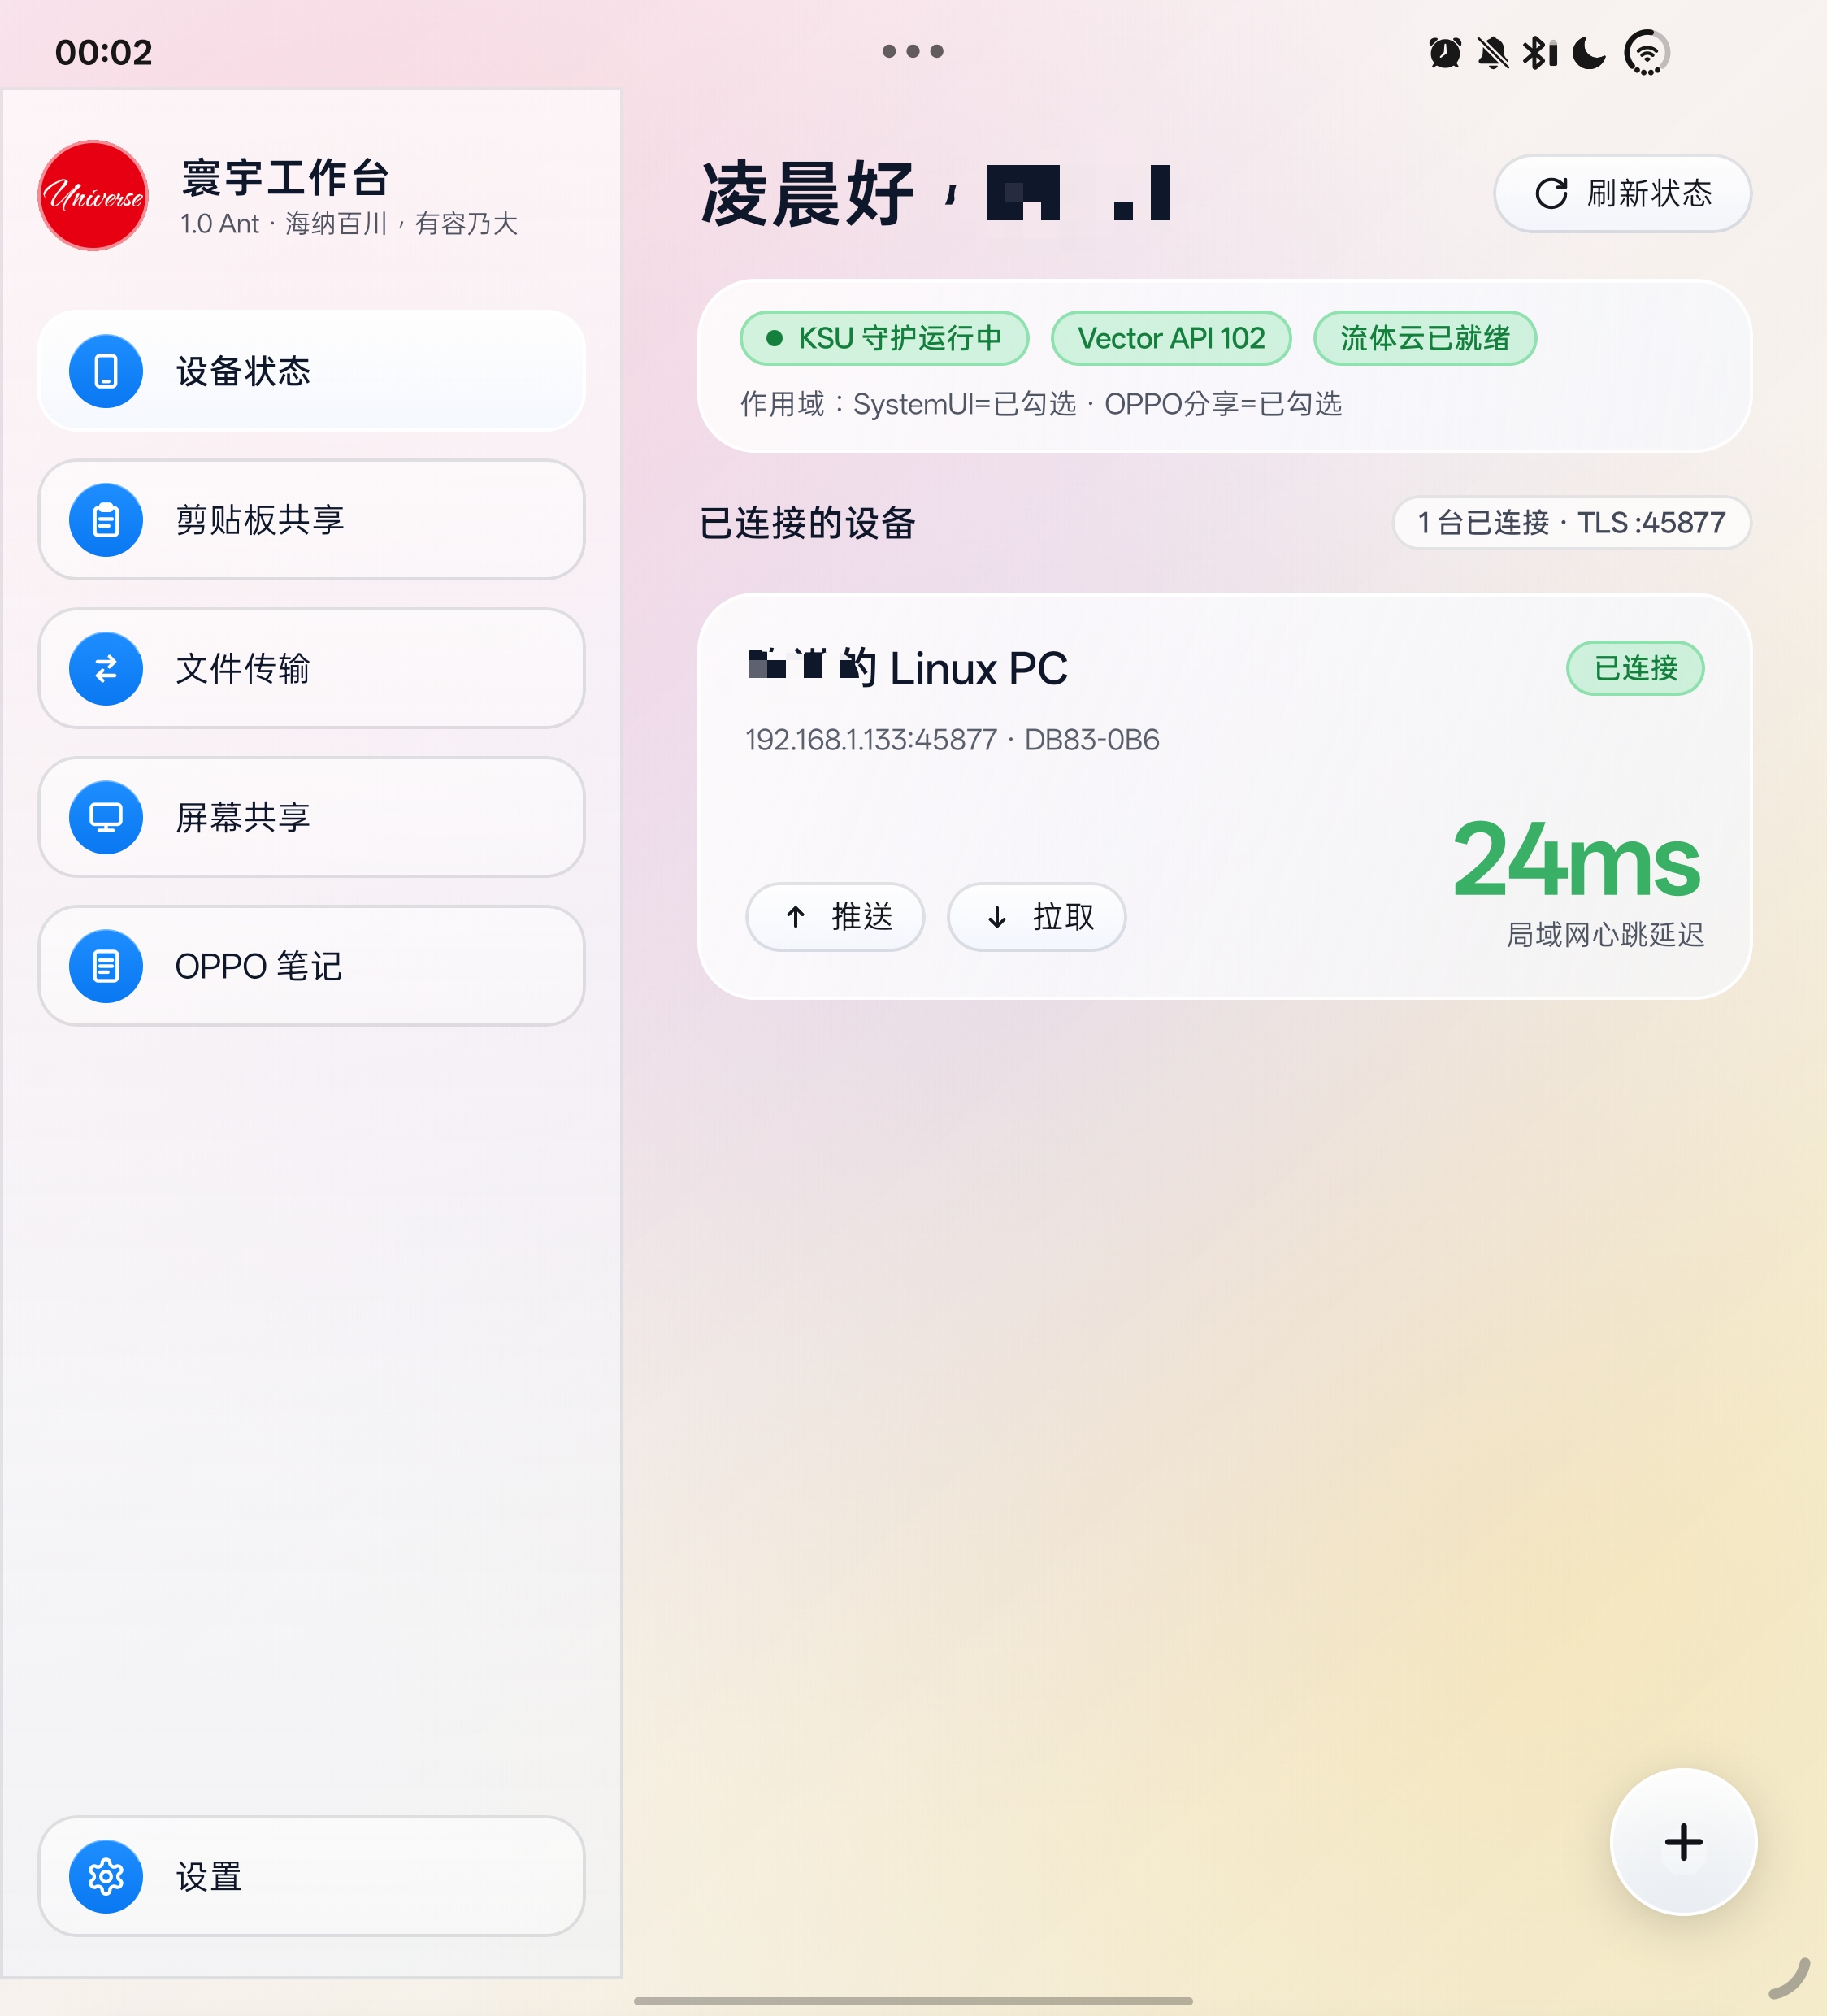 00:02
Universe
寰宇工作台
1.0 Ant · 海纳百川，有容乃大
设备状态
剪贴板共享
文件传输
屏幕共享
OPPO 笔记
设置
凌晨好，
刷新状态
KSU 守护运行中
Vector API 102
流体云已就绪
作用域：SystemUI=已勾选 · OPPO分享=已勾选
已连接的设备
1 台已连接 · TLS :45877
的 Linux PC
已连接
192.168.1.133:45877 · DB83-0B6
24ms
局域网心跳延迟
推送
拉取